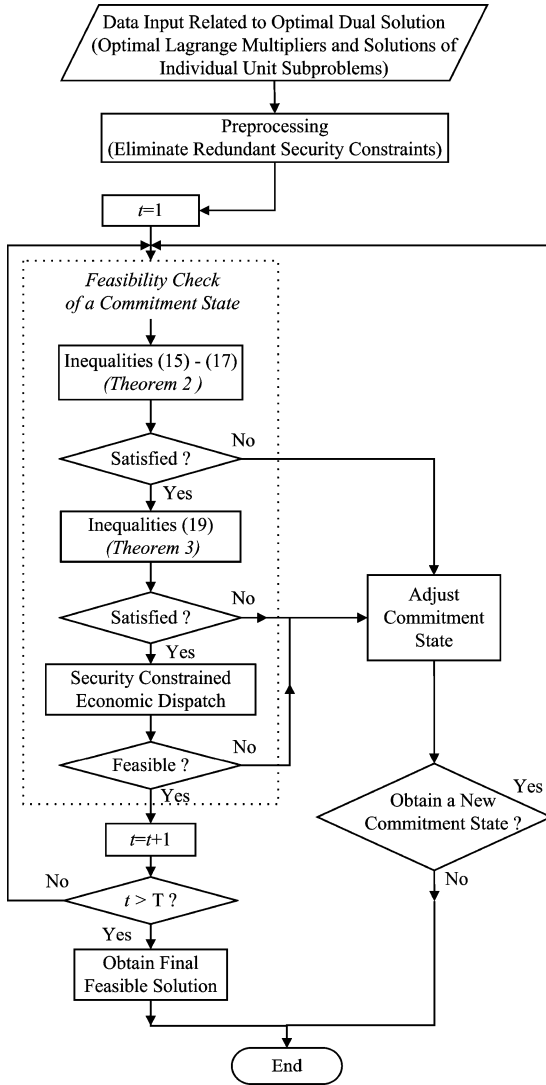 Data Input Related to Optimal Dual Solution
(Optimal Lagrange Multipliers and Solutions of
Individual Unit Subproblems)
Preprocessing
(Eliminate Redundant Security Constraints)
t=1
Feasibility Check
of a Commitment State
Inequalities (15) - (17)
(Theorem 2 )
No
Satisfied ?
Yes
Inequalities (19)
(Theorem 3)
No
Satisfied ?
Yes
Adjust
Commitment
State
Security Constrained
Economic Dispatch
No
Feasible ?
Yes
Yes
Obtain a New
Commitment State ?
No
t=t+1
No
t > T ?
Yes
Obtain Final
Feasible Solution
End